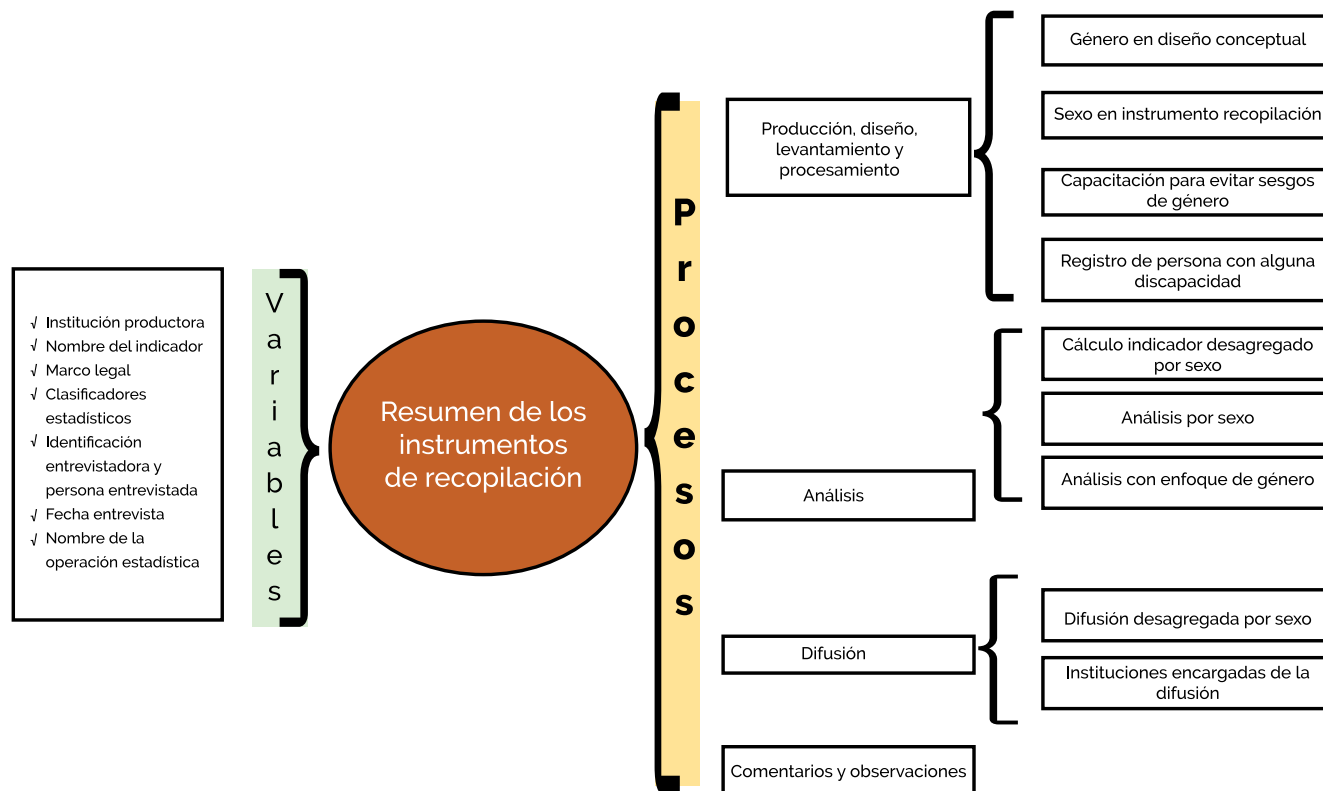 √ Institución productora
√ Nombre del indicador
√ Marco legal
√ Clasificadores
estadísticos
√ Identificación
entrevistadora y
persona entrevistada
√ Fecha entrevista
√ Nombre de la
operación estadística
Variables
Resumen de los
instrumentos
de recopilación
Procesos
Producción, diseño,
levantamiento y
procesamiento
Género en diseño conceptual
Sexo en instrumento recopilación
Capacitación para evitar sesgos
de género
Registro de persona con alguna
discapacidad
Análisis
Cálculo indicador desagregado
por sexo
Análisis por sexo
Análisis con enfoque de género
Difusión
Difusión desagregada por sexo
Instituciones encargadas de la
difusión
Comentarios y observaciones